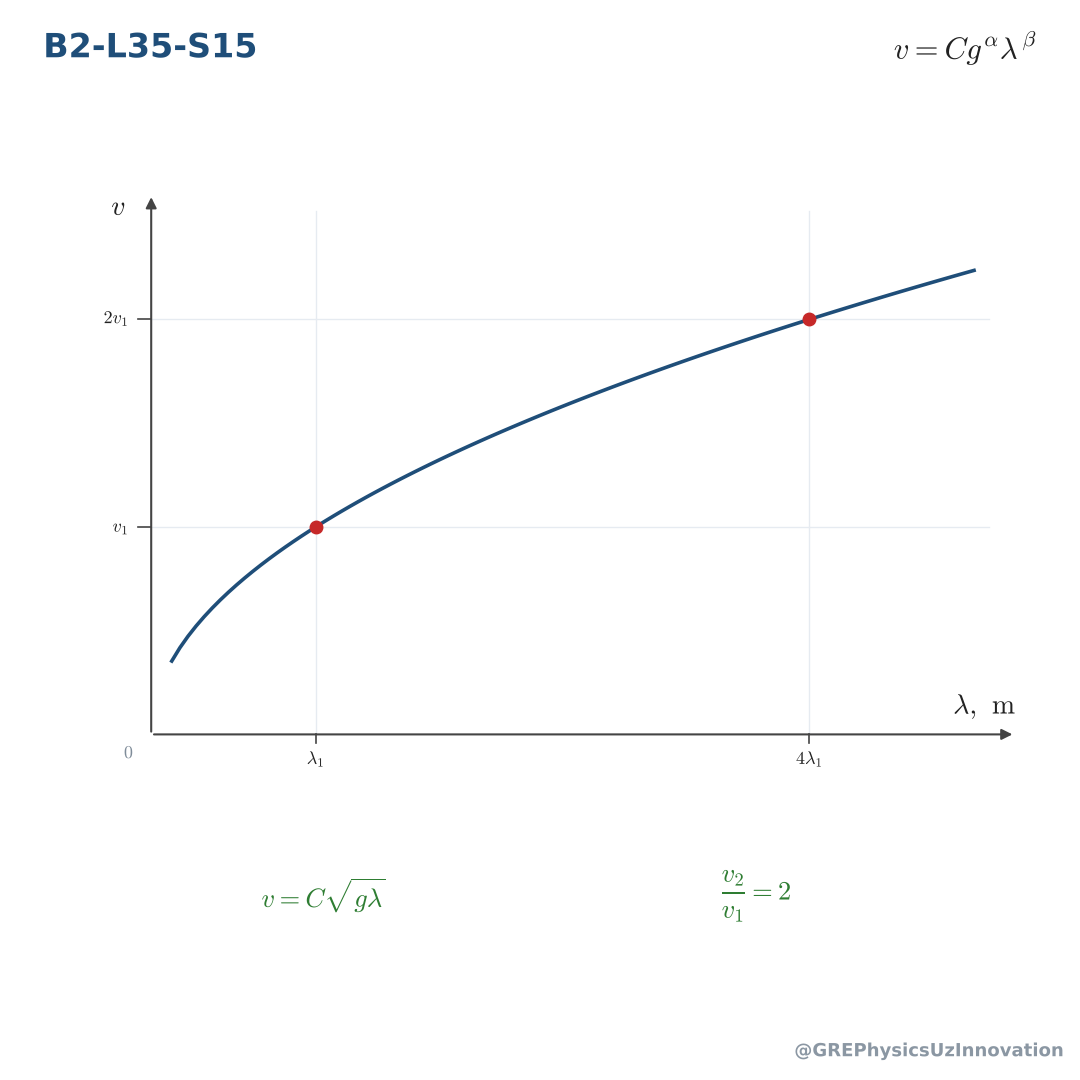 B2-L35-S15
v = Cg^α λ^β
v
2v₁
v₁
λ, m
0
λ₁
4λ₁
v = C√(gλ)
v₂/v₁ = 2
@GREPhysicsUzInnovation